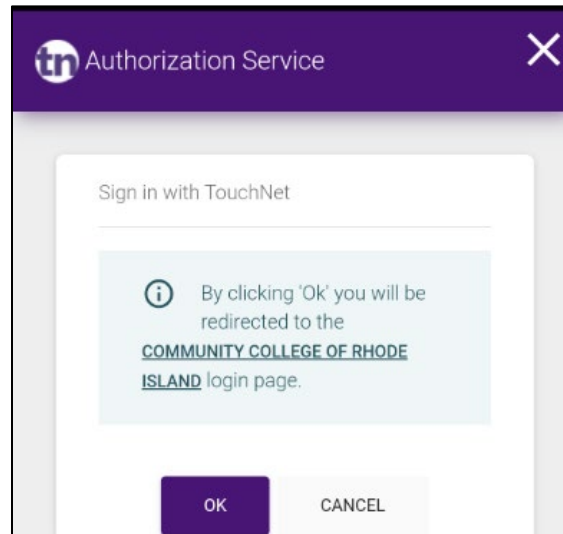 tn Authorization Service
Sign in with TouchNet
By clicking 'Ok' you will be
redirected to the
COMMUNITY COLLEGE OF RHODE
ISLAND login page.
OK CANCEL